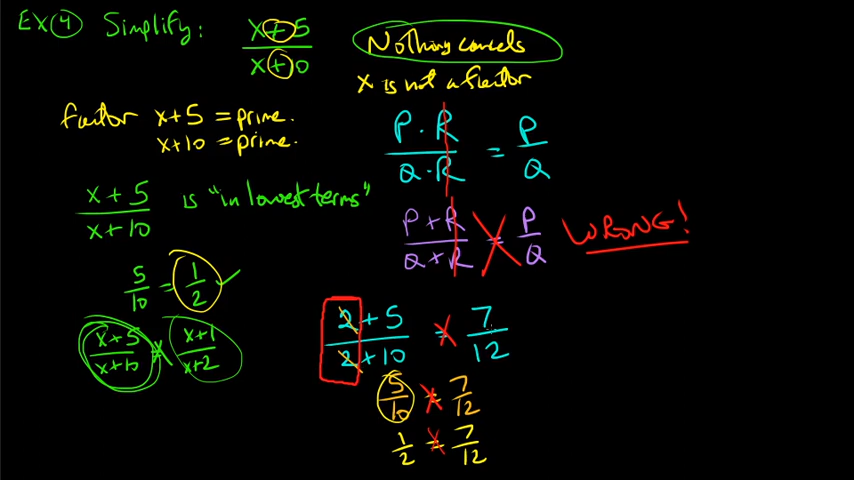 EX④ Simplify: x+5/x+10
Nothing cancels
x is not a factor
factor x+5 = prime.
x+10 = prime.
P·R/Q·R = P/Q
x+5/x+10 is "in lowest terms"
P+R/Q+R = P/Q WRONG!
5/10 = 1/2 ✓
2+5/2+10 = 7/12
x+5/x+10 = x+1/x+2
5/10 = 7/12
1/2 = 7/12